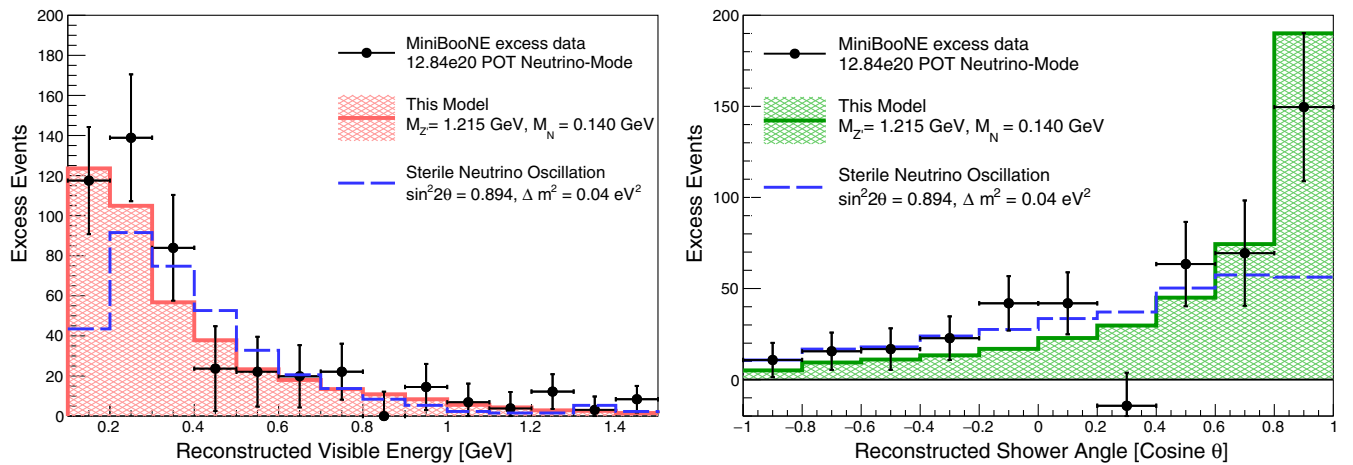 200
180
160
140
120
100
80
60
40
20
0
Excess Events
MiniBooNE excess data
12.84e20 POT Neutrino-Mode
This Model
M_Z'= 1.215 GeV, M_N = 0.140 GeV
Sterile Neutrino Oscillation
sin²2θ = 0.894, Δ m² = 0.04 eV²
0.2 0.4 0.6 0.8 1 1.2 1.4
Reconstructed Visible Energy [GeV]
200
150
100
50
0
Excess Events
MiniBooNE excess data
12.84e20 POT Neutrino-Mode
This Model
M_Z'= 1.215 GeV, M_N = 0.140 GeV
Sterile Neutrino Oscillation
sin²2θ = 0.894, Δ m² = 0.04 eV²
−1 −0.8 −0.6 −0.4 −0.2 0 0.2 0.4 0.6 0.8 1
Reconstructed Shower Angle [Cosine θ]